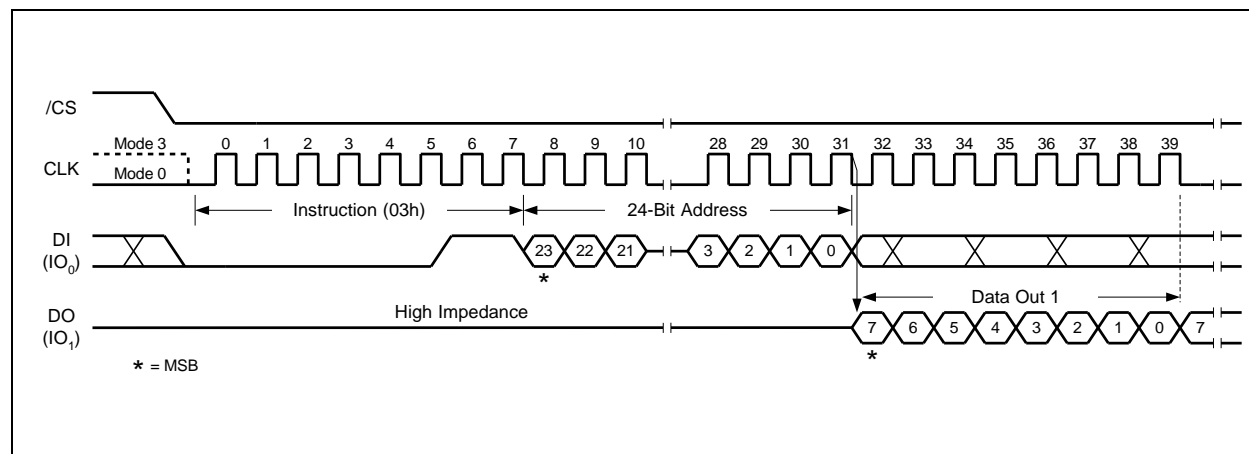 /CS
Mode 3
0 1 2 3 4 5 6 7 8 9 10 28 29 30 31 32 33 34 35 36 37 38 39
CLK
Mode 0
Instruction (03h) 24-Bit Address
DI
(IO0)
23 22 21 3 2 1 0
*
Data Out 1
High Impedance
DO
(IO1)
7 6 5 4 3 2 1 0 7
*
* = MSB